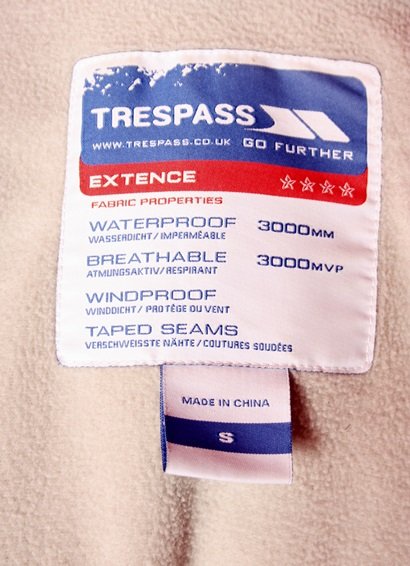 TRESPASS
WWW.TRESPASS.CO.UK GO FURTHER
EXTENCE
FABRIC PROPERTIES
WATERPROOF 3000MM
WASSERDICHT/IMPERMÉABLE
BREATHABLE 3000MVP
ATMUNGSAKTIV/RESPIRANT
WINDPROOF
WINDDICHT/PROTÈGE DU VENT
TAPED SEAMS
VERSCHWEISSTE NÄHTE/COUTURES SOUDÉES
MADE IN CHINA
S